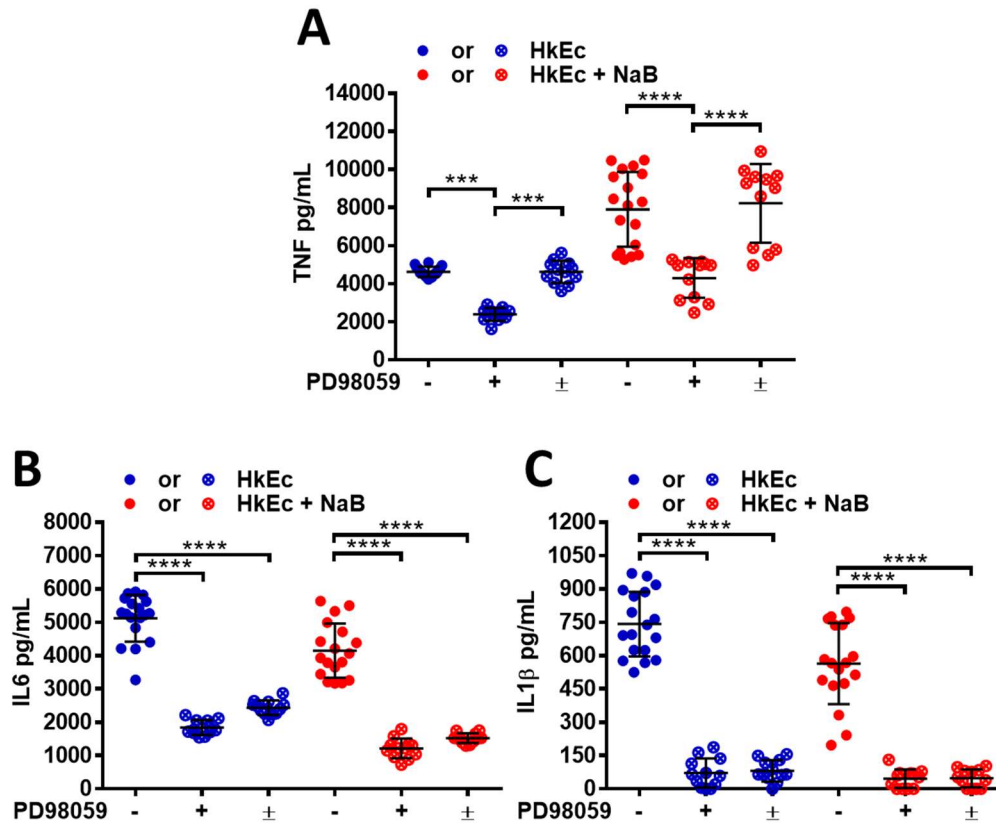 A
or HkEc
or HkEc + NaB
TNF pg/mL
14000
12000
10000
8000
6000
4000
2000
0
**** ****
*** ***
PD98059 - + ± - + ±
B
or HkEc
or HkEc + NaB
IL6 pg/mL
8000
7000
6000
5000
4000
3000
2000
1000
0
**** ****
**** ****
PD98059 - + ± - + ±
C
or HkEc
or HkEc + NaB
IL1β pg/mL
1200
1050
900
750
600
450
300
150
0
**** ****
**** ****
PD98059 - + ± - + ±